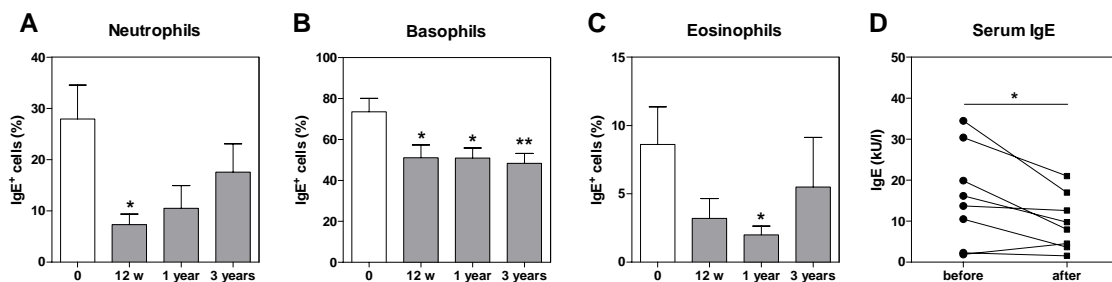 A Neutrophils
IgE⁺ cells (%)
40
30
20
10
0
*
0 12 w 1 year 3 years
B Basophils
IgE⁺ cells (%)
100
80
60
40
20
0
* * **
0 12 w 1 year 3 years
C Eosinophils
IgE⁺ cells (%)
15
10
5
0
*
0 12 w 1 year 3 years
D Serum IgE
IgE (kU/l)
50
40
30
20
10
0
*
before after